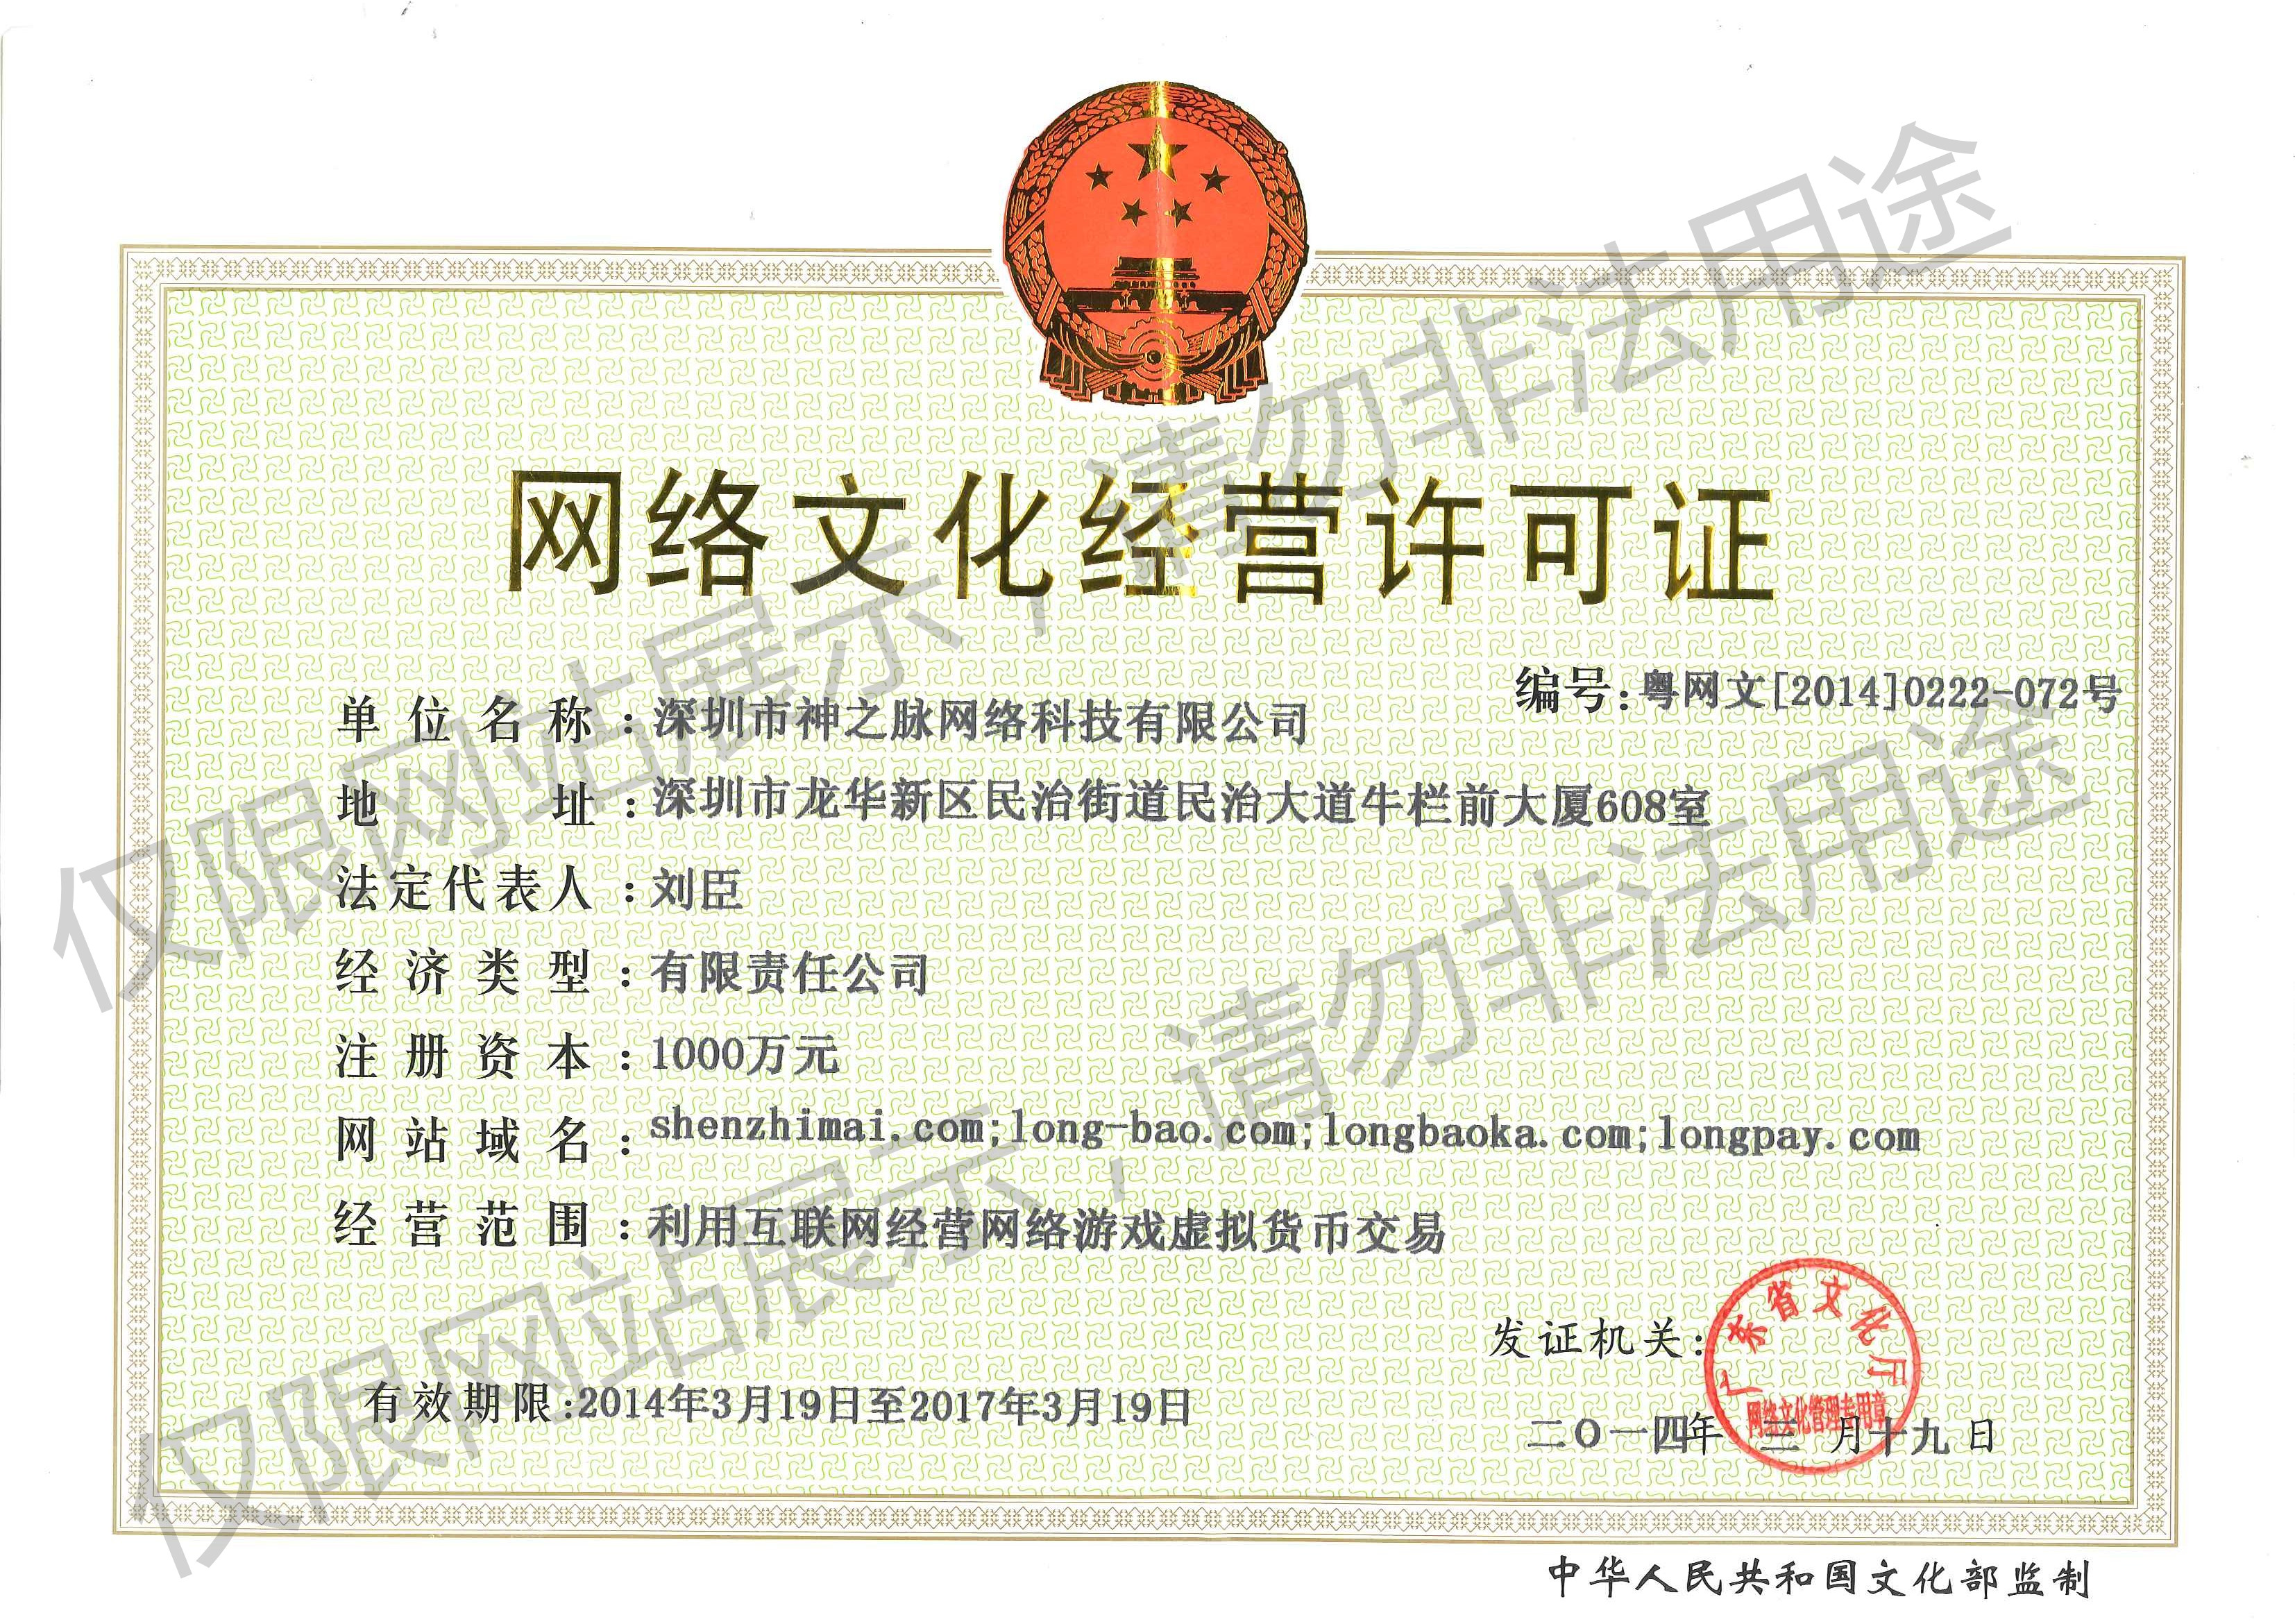 网络文化经营许可证
编号:粤网文[2014]0222-072号
单位名称:深圳市神之脉网络科技有限公司
地址:深圳市龙华新区民治街道民治大道牛栏前大厦608室
法定代表人:刘臣
经济类型:有限责任公司
注册资本:1000万元
网站域名:shenzhimai.com;long-bao.com;longbaoka.com;longpay.com
经营范围:利用互联网经营网络游戏虚拟货币交易
发证机关:
广东省文化厅
网络文化管理专用章
有效期限:2014年3月19日至2017年3月19日
二〇一四年 三 月十九日
中华人民共和国文化部监制
仅限网站展示，请勿非法用途
仅限网站展示，请勿非法用途